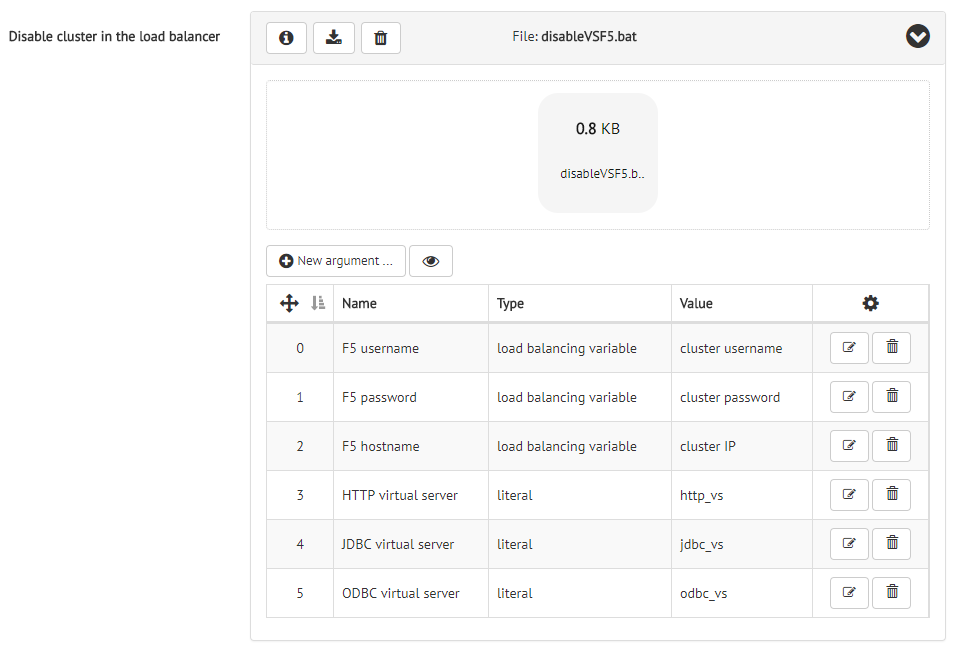 Disable cluster in the load balancer
File: disableVSF5.bat
0.8 KB
disableVSF5.b..
New argument ...
Name Type Value
0 F5 username load balancing variable cluster username
1 F5 password load balancing variable cluster password
2 F5 hostname load balancing variable cluster IP
3 HTTP virtual server literal http_vs
4 JDBC virtual server literal jdbc_vs
5 ODBC virtual server literal odbc_vs